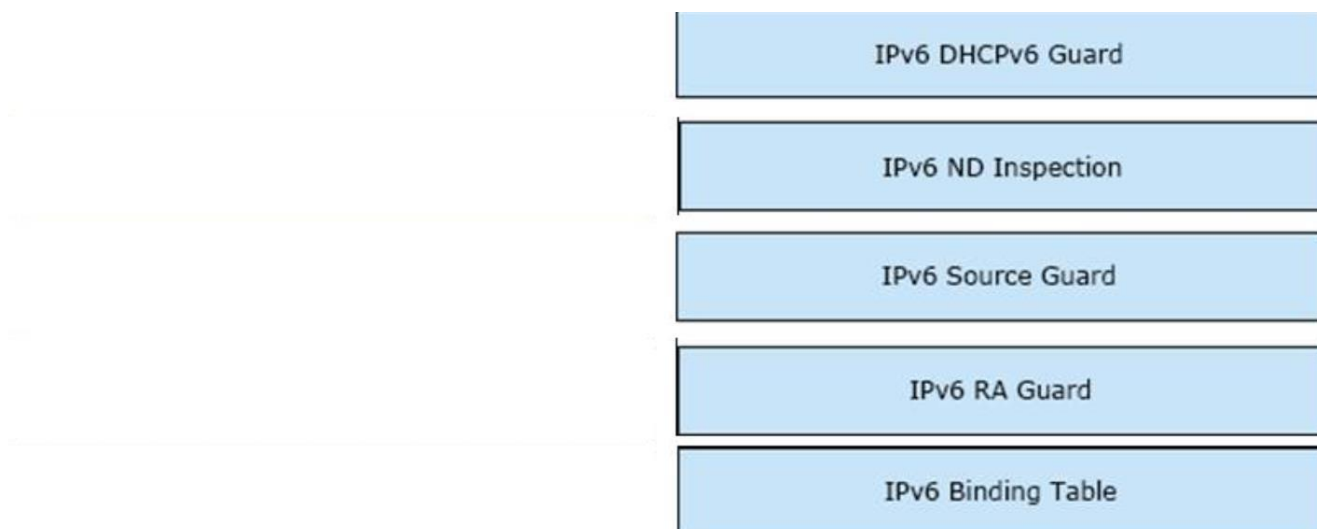 IPv6 DHCPv6 Guard
IPv6 ND Inspection
IPv6 Source Guard
IPv6 RA Guard
IPv6 Binding Table